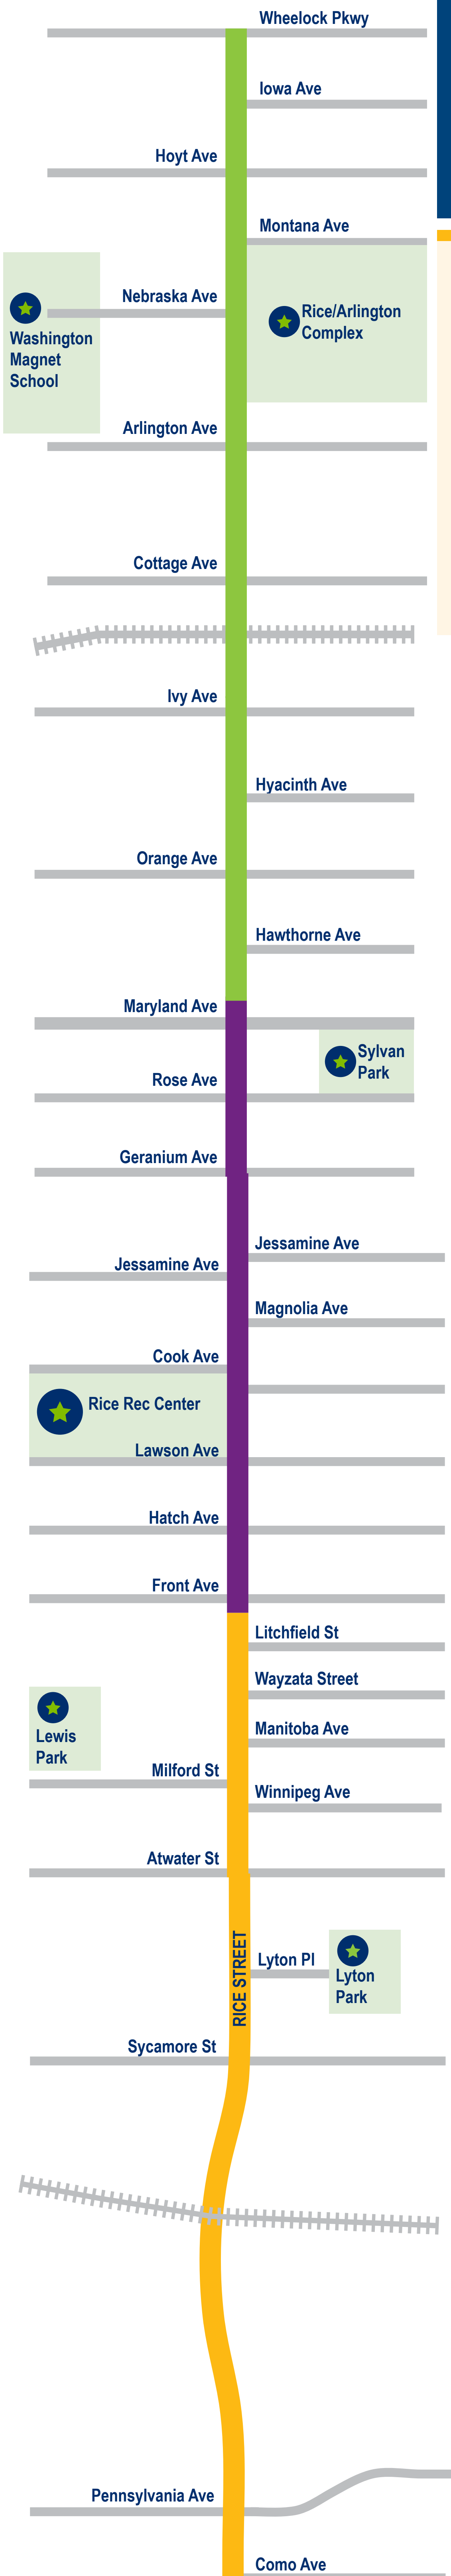 Wheelock Pkwy
Iowa Ave
Hoyt Ave
Montana Ave
Nebraska Ave
Rice/Arlington
Complex
Washington
Magnet
School
Arlington Ave
Cottage Ave
Ivy Ave
Hyacinth Ave
Orange Ave
Hawthorne Ave
Maryland Ave
Sylvan
Park
Rose Ave
Geranium Ave
Jessamine Ave
Jessamine Ave
Magnolia Ave
Cook Ave
Rice Rec Center
Lawson Ave
Hatch Ave
Front Ave
Litchfield St
Wayzata Street
Manitoba Ave
Lewis
Park
Milford St
Winnipeg Ave
Atwater St
RICE STREET
Lyton Pl
Lyton
Park
Sycamore St
Pennsylvania Ave
Como Ave